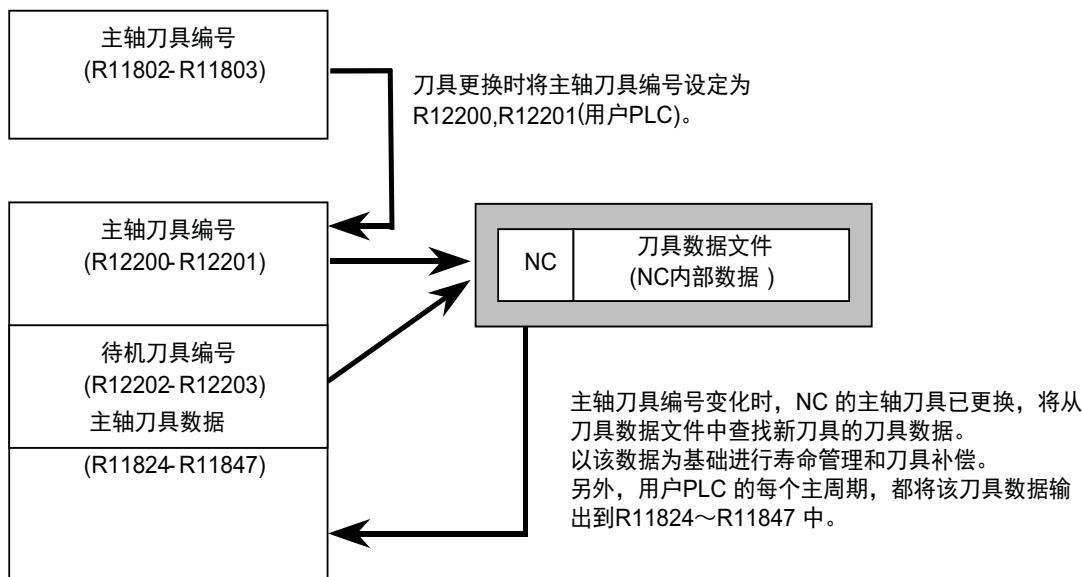 主轴刀具编号
(R11802-R11803)
刀具更换时将主轴刀具编号设定为
R12200,R12201(用户PLC)。
主轴刀具编号
(R12200-R12201)
NC
刀具数据文件
(NC内部数据 )
待机刀具编号
(R12202-R12203)
主轴刀具数据
(R11824-R11847)
主轴刀具编号变化时，NC 的主轴刀具已更换，将从
刀具数据文件中查找新刀具的刀具数据。
以该数据为基础进行寿命管理和刀具补偿。
另外，用户PLC 的每个主周期，都将该刀具数据输
出到R11824～R11847 中。